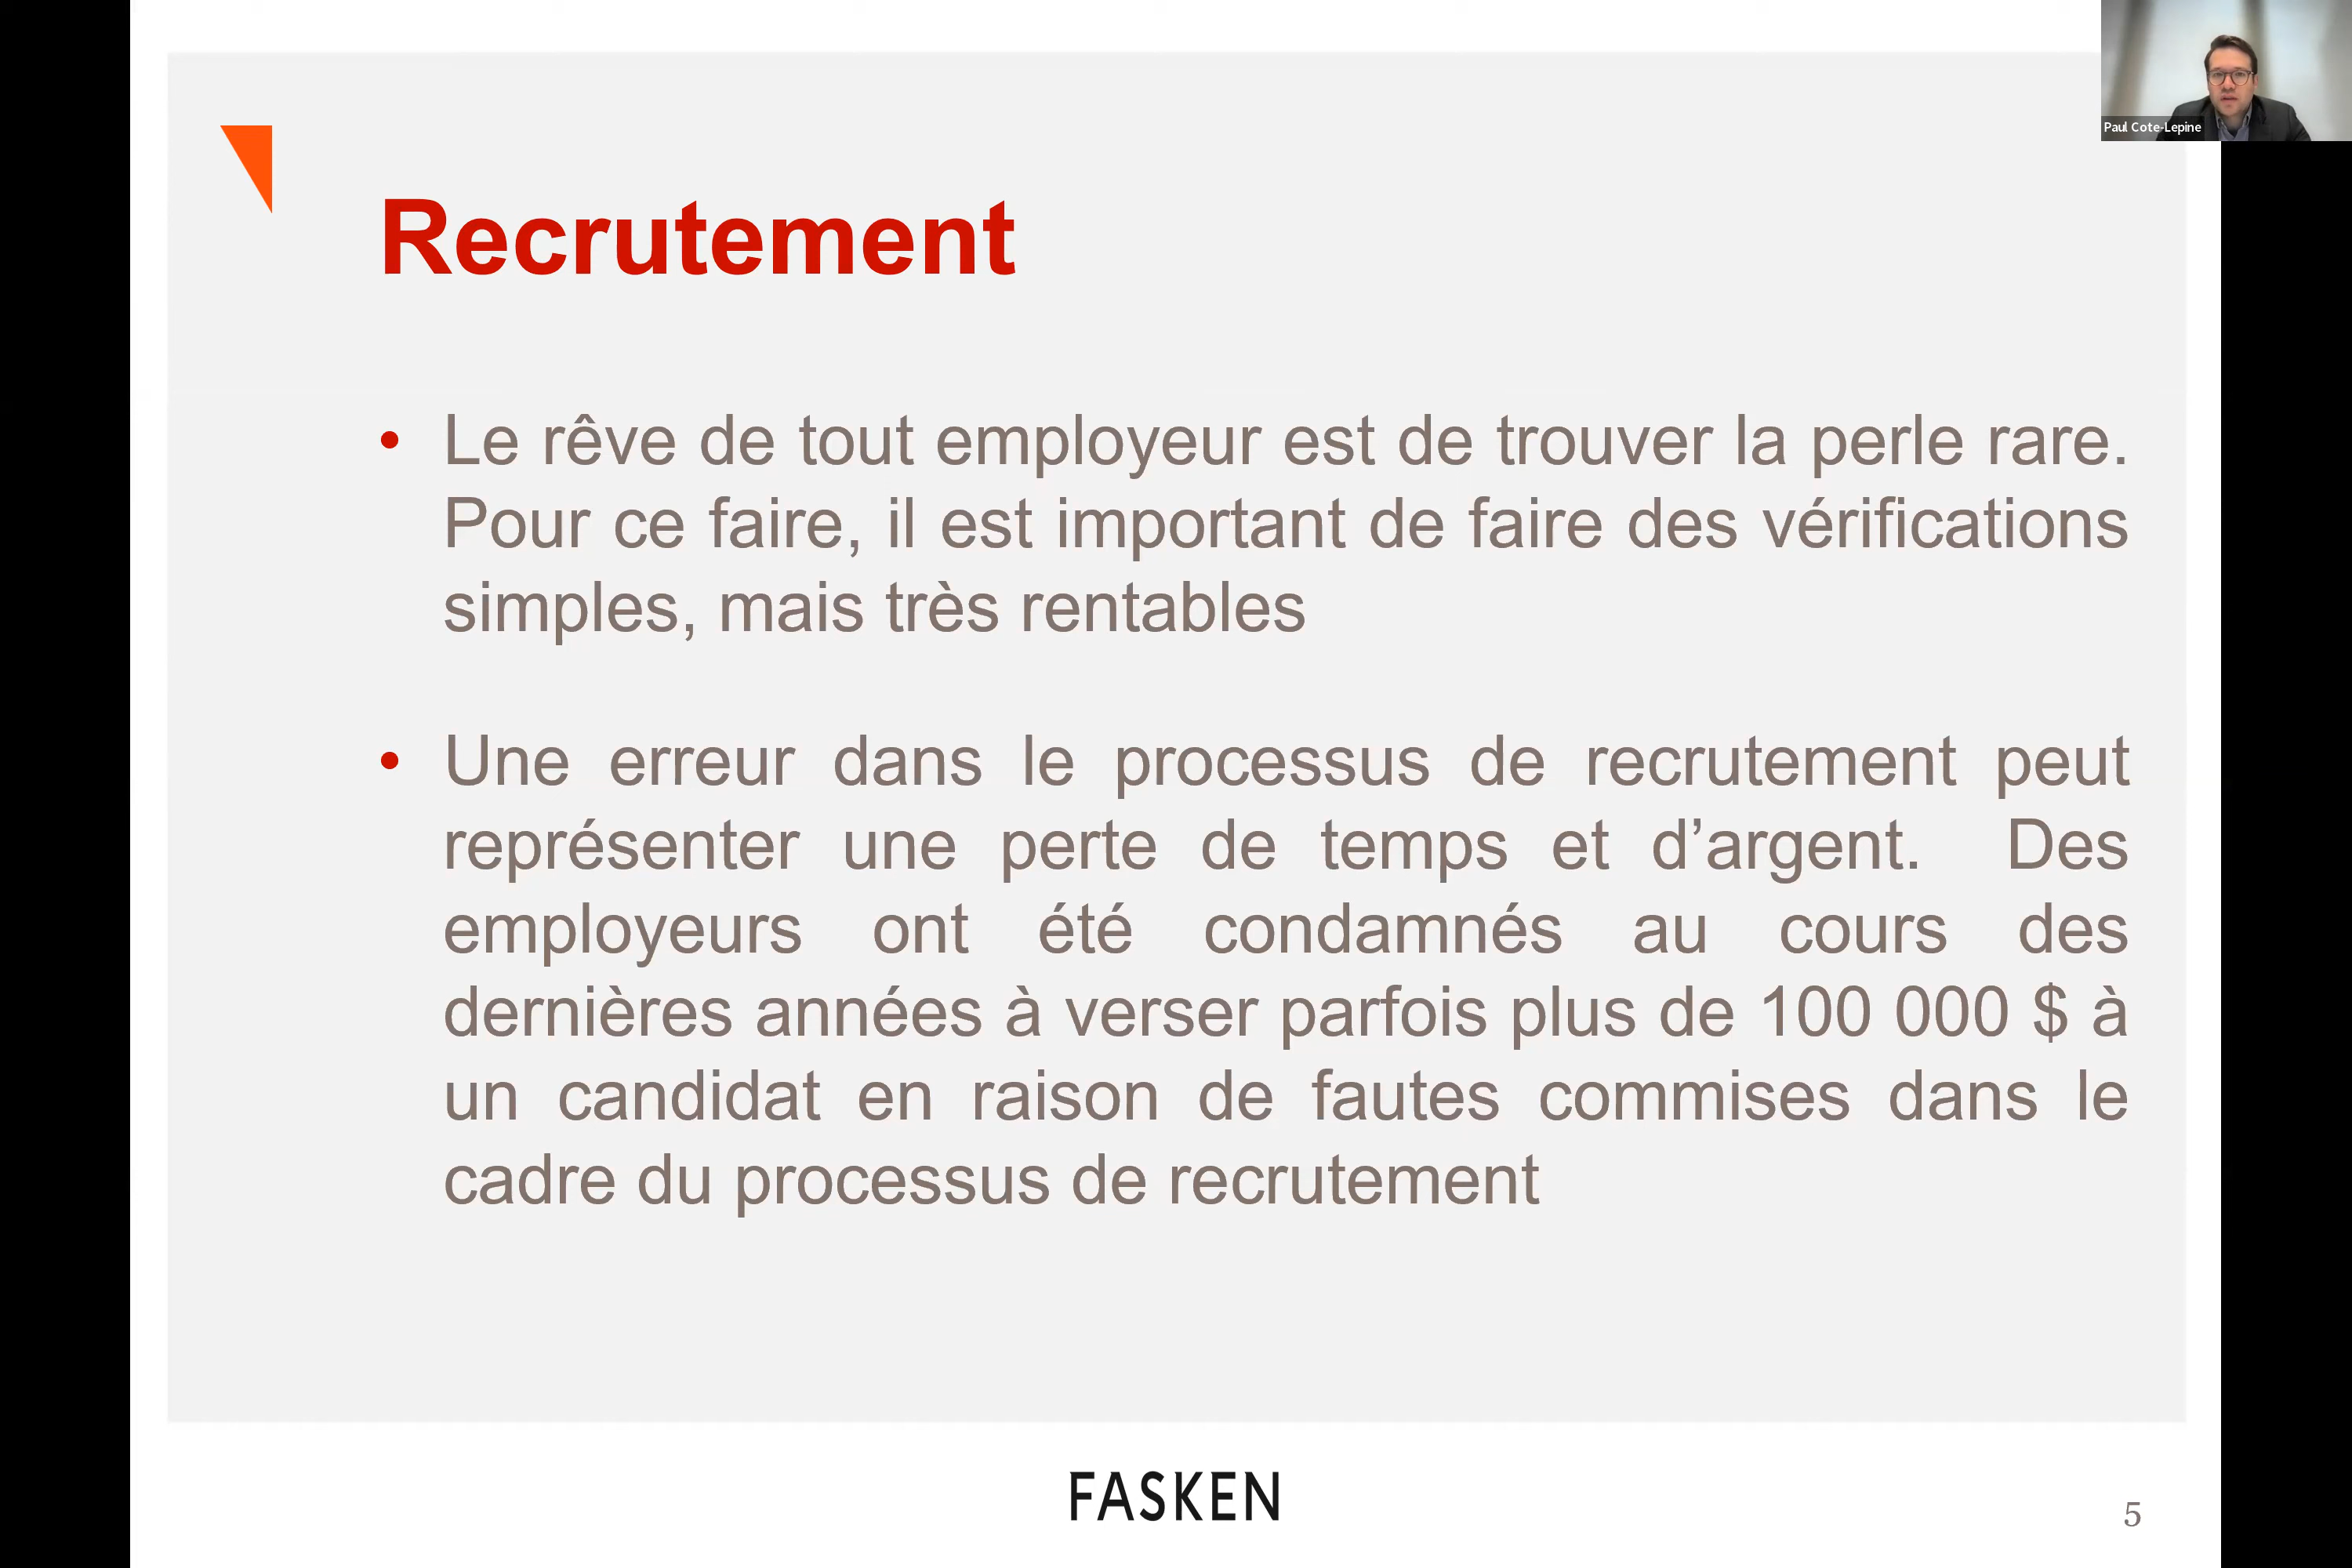 Paul Cote-Lepine
Recrutement
• Le rêve de tout employeur est de trouver la perle rare.
Pour ce faire, il est important de faire des vérifications
simples, mais très rentables
• Une erreur dans le processus de recrutement peut
représenter une perte de temps et d’argent. Des
employeurs ont été condamnés au cours des
dernières années à verser parfois plus de 100 000 $ à
un candidat en raison de fautes commises dans le
cadre du processus de recrutement
FASKEN
5